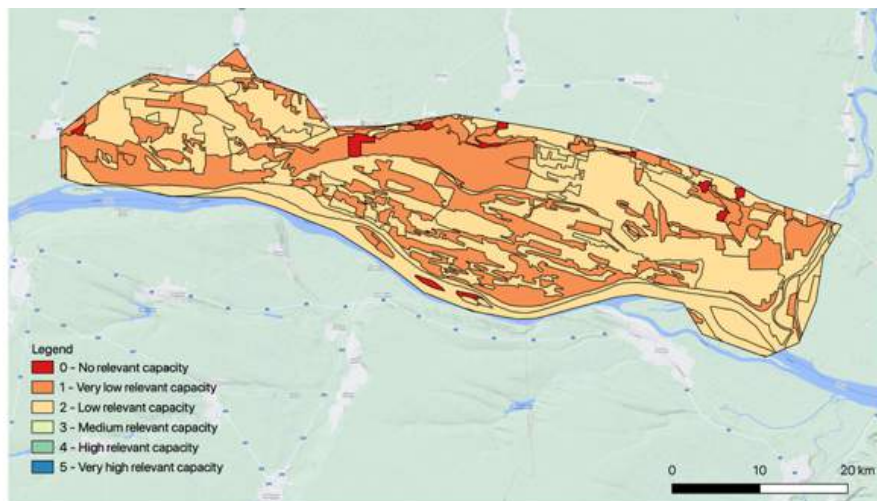 Legend
0 - No relevant capacity
1 - Very low relevant capacity
2 - Low relevant capacity
3 - Medium relevant capacity
4 - High relevant capacity
5 - Very high relevant capacity
0 10 20 km